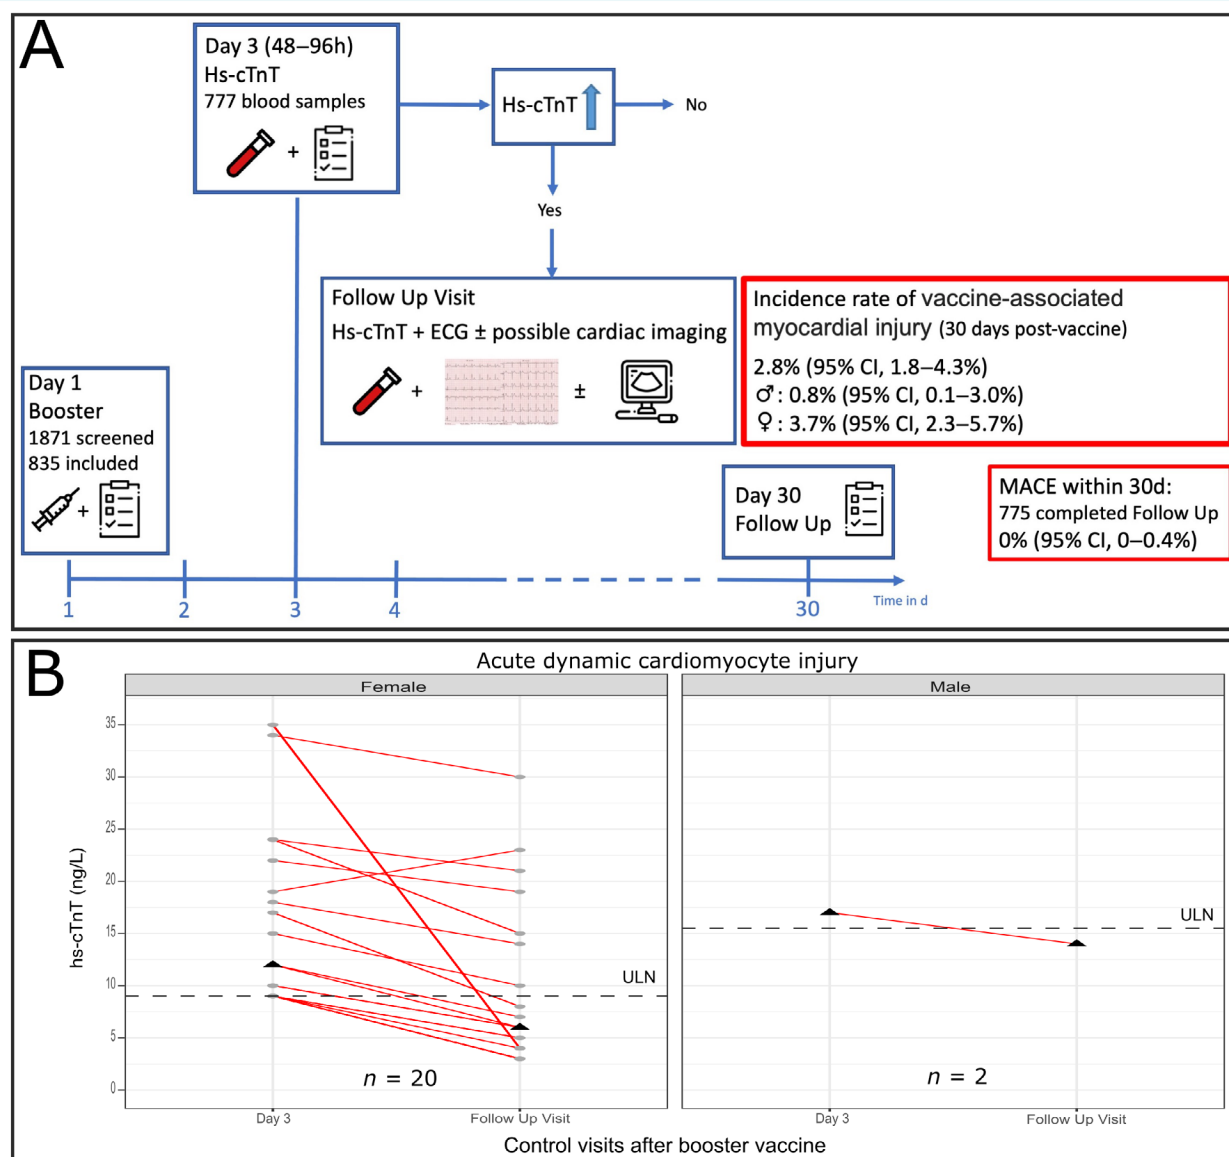 A
Day 3 (48–96h)
Hs-cTnT
777 blood samples
+
Hs-cTnT
No
Yes
Follow Up Visit
Hs-cTnT + ECG ± possible cardiac imaging
+ ±
Incidence rate of vaccine-associated
myocardial injury (30 days post-vaccine)
2.8% (95% CI, 1.8–4.3%)
♂: 0.8% (95% CI, 0.1–3.0%)
♀: 3.7% (95% CI, 2.3–5.7%)
Day 1
Booster
1871 screened
835 included
+
Day 30
Follow Up
MACE within 30d:
775 completed Follow Up
0% (95% CI, 0–0.4%)
1 2 3 4 30
Time in d
B
Acute dynamic cardiomyocyte injury
Female
Male
hs-cTnT (ng/L)
35
30
25
20
15
10
5
0
ULN
ULN
n = 20
n = 2
Day 3
Follow Up Visit
Day 3
Follow Up Visit
Control visits after booster vaccine